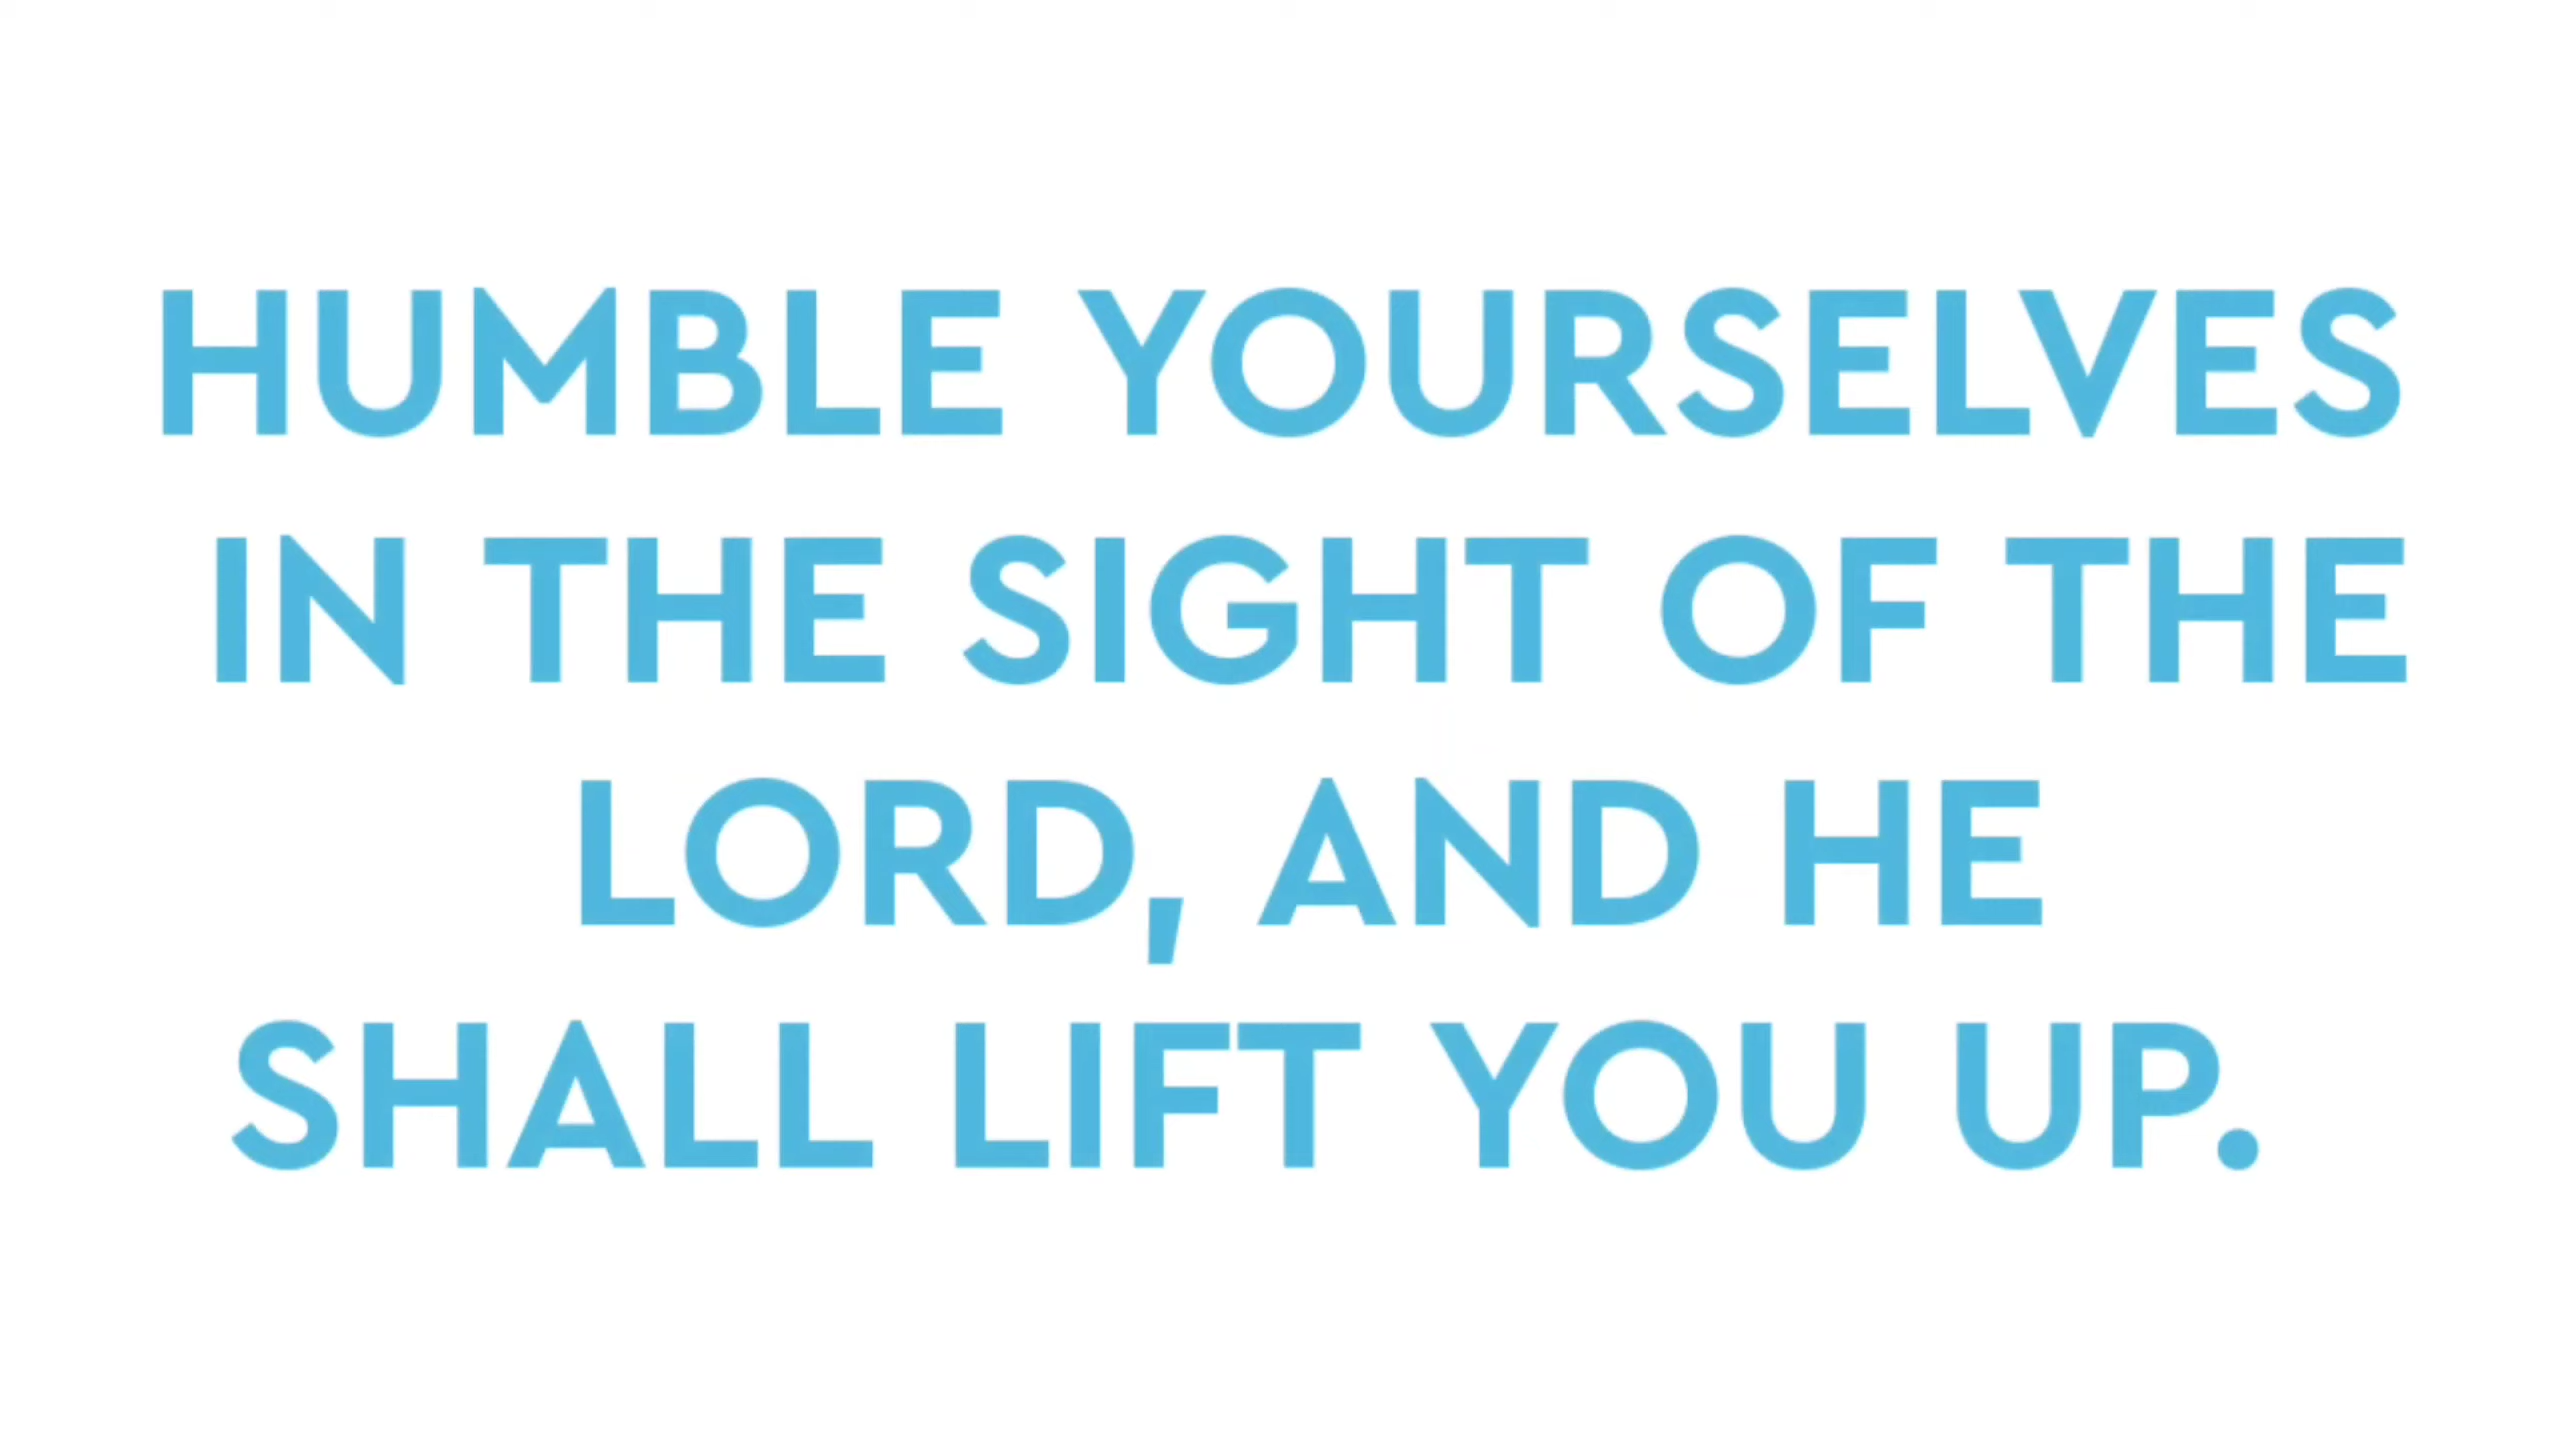 HUMBLE YOURSELVES
IN THE SIGHT OF THE
LORD, AND HE
SHALL LIFT YOU UP.